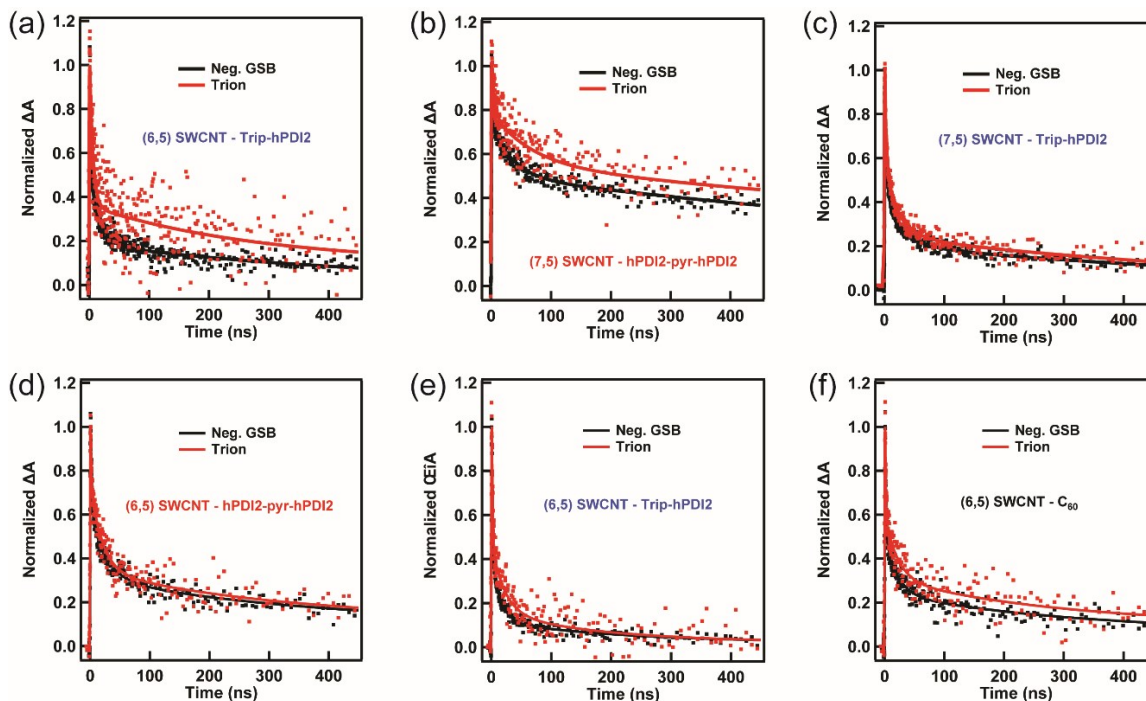 (a)
1.2
1.0
0.8
0.6
0.4
0.2
0.0
Normalized ΔA
Neg. GSB
Trion
(6,5) SWCNT - Trip-hPDI2
0 100 200 300 400
Time (ns)
(b)
1.2
1.0
0.8
0.6
0.4
0.2
0.0
Normalized ΔA
Neg. GSB
Trion
(7,5) SWCNT - hPDI2-pyr-hPDI2
0 100 200 300 400
Time (ns)
(c)
1.2
1.0
0.8
0.6
0.4
0.2
0.0
Normalized ΔA
Neg. GSB
Trion
(7,5) SWCNT - Trip-hPDI2
0 100 200 300 400
Time (ns)
(d)
1.2
1.0
0.8
0.6
0.4
0.2
0.0
Normalized ΔA
Neg. GSB
Trion
(6,5) SWCNT - hPDI2-pyr-hPDI2
0 100 200 300 400
Time (ns)
(e)
1.2
1.0
0.8
0.6
0.4
0.2
0.0
Normalized ŒiA
Neg. GSB
Trion
(6,5) SWCNT - Trip-hPDI2
0 100 200 300 400
Time (ns)
(f)
1.2
1.0
0.8
0.6
0.4
0.2
0.0
Normalized ΔA
Neg. GSB
Trion
(6,5) SWCNT - C₆₀
0 100 200 300 400
Time (ns)